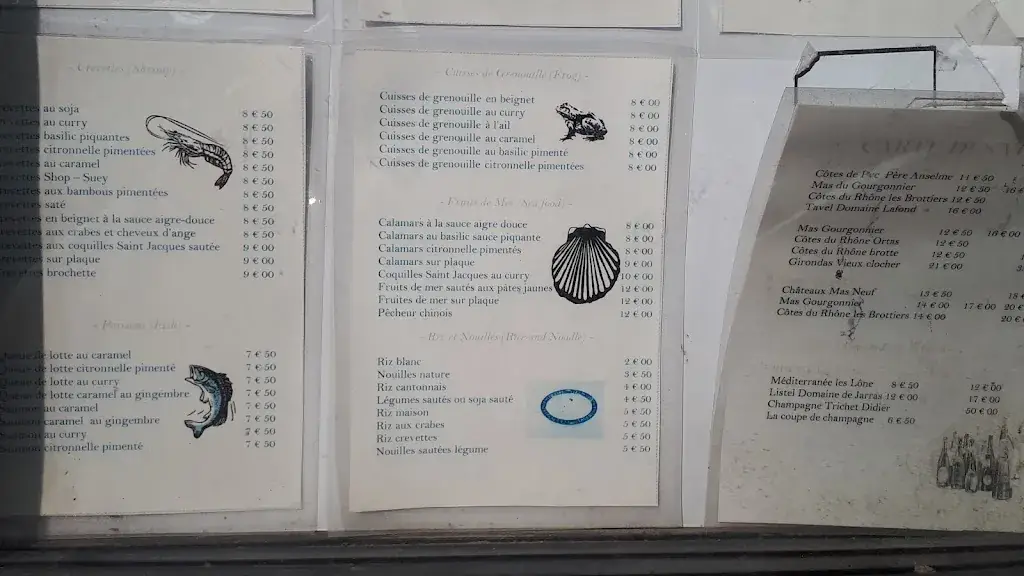 - Crevettes (Shrimp) -
au soja 8 € 50
au curry 8 € 50
basilic piquantes 8 € 50
citronnelle pimentées 8 € 50
au caramel 8 € 50
Shop – Suey 8 € 50
aux bambous pimentées 8 € 50
saté 8 € 50
en beignet à la sauce aigre-douce 8 € 50
aux crabes et cheveux d'ange 8 € 50
aux coquilles Saint Jacques sautée 9 € 00
sur plaque 9 € 00
brochette 9 € 00
- Poissons (Fish) -
Queue de lotte au caramel 7 € 50
Queue de lotte citronnelle pimenté 7 € 50
Queue de lotte au curry 7 € 50
Queue de lotte caramel au gingembre 7 € 50
Saumon au caramel 7 € 50
Saumon caramel au gingembre 7 € 50
Saumon au curry 7 € 50
Saumon citronnelle pimenté 7 € 50
- Cuisses de Grenouille (Frog) -
Cuisses de grenouille en beignet 8 € 00
Cuisses de grenouille au curry 8 € 00
Cuisses de grenouille à l'ail 8 € 00
Cuisses de grenouille au caramel 8 € 00
Cuisses de grenouille au basilic pimenté 8 € 00
Cuisses de grenouille citronnelle pimentées 8 € 00
- Fruits de Mer (Sea food) -
Calamars à la sauce aigre douce 8 € 00
Calamars au basilic sauce piquante 8 € 00
Calamars citronnelle pimentés 8 € 00
Calamars sur plaque 9 € 00
Coquilles Saint Jacques au curry 10 € 00
Fruits de mer sautés aux pâtes jaunes 12 € 00
Fruites de mer sur plaque 12 € 00
Pêcheur chinois 12 € 00
- Riz et Nouilles (Rice and Noodle) -
Riz blanc 2 € 00
Nouilles nature 3 € 50
Riz cantonnais 4 € 00
Légumes sautés ou soja sauté 4 € 50
Riz maison 5 € 50
Riz aux crabes 5 € 50
Riz crevettes 5 € 50
Nouilles sautées légume 5 € 50
CARTE DES
Côtes de Père Anselme 11 € 50
Mas du Gourgonnier 12 € 50 16 €
Côtes du Rhône les Brottiers 12 € 50
Tavel Domaine Lafond 16 € 00
Mas Gourgonnier 12 € 50 16 € 00
Côtes du Rhône Ortas 12 € 50
Côtes du Rhône brotte 12 € 50
Girondas Vieux clocher 21 € 00
Châteaux Mas Neuf 13 € 50
Mas Gourgonnier 14 € 00 17 € 00 20 €
Côtes du Rhône les Brottiers 14 € 00 20 €
Méditerranée les Lône 8 € 50 12 € 00
Listel Domaine de Jarras 12 € 00 17 € 00
Champagne Trichet Didier 50 € 00
La coupe de champagne 6 € 50